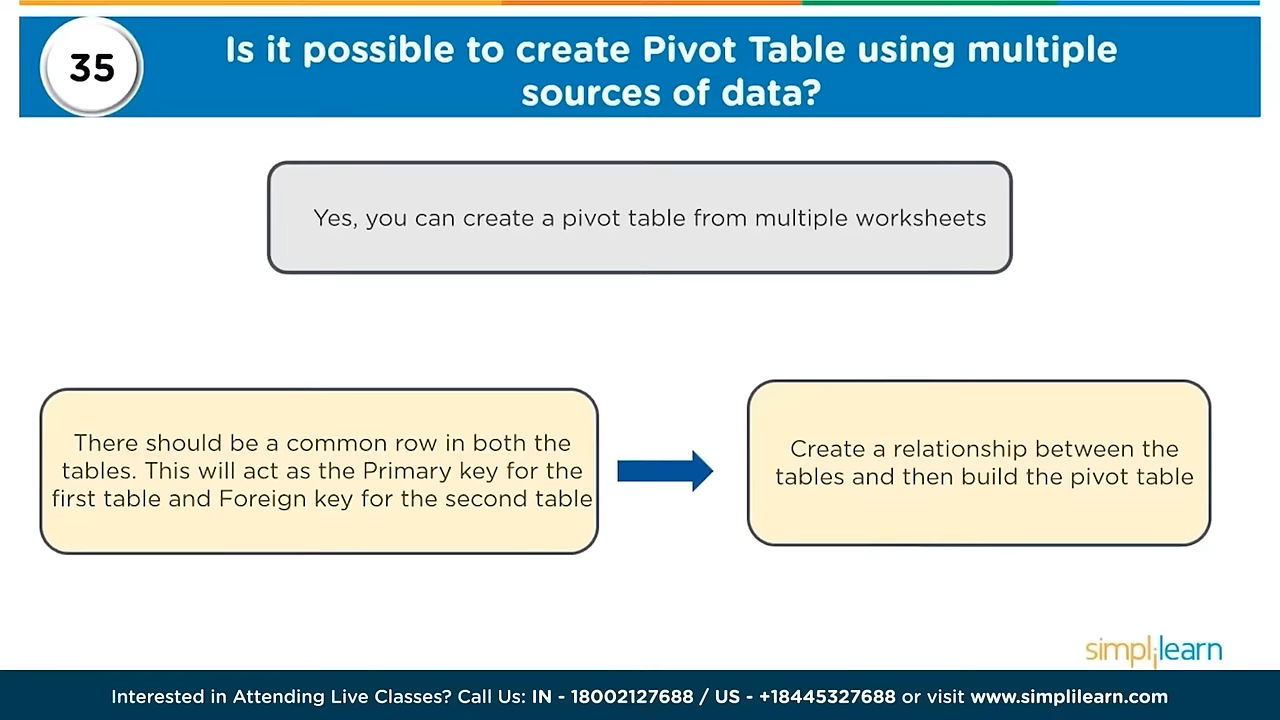 35
Is it possible to create Pivot Table using multiple
sources of data?
Yes, you can create a pivot table from multiple worksheets
There should be a common row in both the
tables. This will act as the Primary key for the
first table and Foreign key for the second table
Create a relationship between the
tables and then build the pivot table
simplilearn
Interested in Attending Live Classes? Call Us: IN - 18002127688 / US - +18445327688 or visit www.simplilearn.com